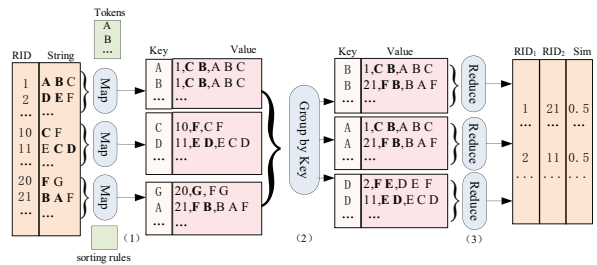 Tokens
A
B
...
RID String
1 A B C
2 D E F
...
10 C F
11 E C D
...
20 F G
21 B A F
...
Map
Map
Map
sorting rules
(1)
Key Value
A 1,C B,A B C
B 1,C B,A B C
... ...
C 10,F,C F
D 11,E D,E C D
... ...
G 20,G, F G
A 21,F B,B A F
... ...
Group by Key
(2)
Key Value
B 1,C B,A B C
B 21,F B,B A F
... ...
A 1,C B,A B C
A 21,F B,B A F
... ...
D 2,F E,D E F
D 11,E D,E C D
... ...
Reduce
Reduce
Reduce
(3)
RID₁ RID₂ Sim
1 21 0.5
... ... ...
2 11 0.5
... ... ...